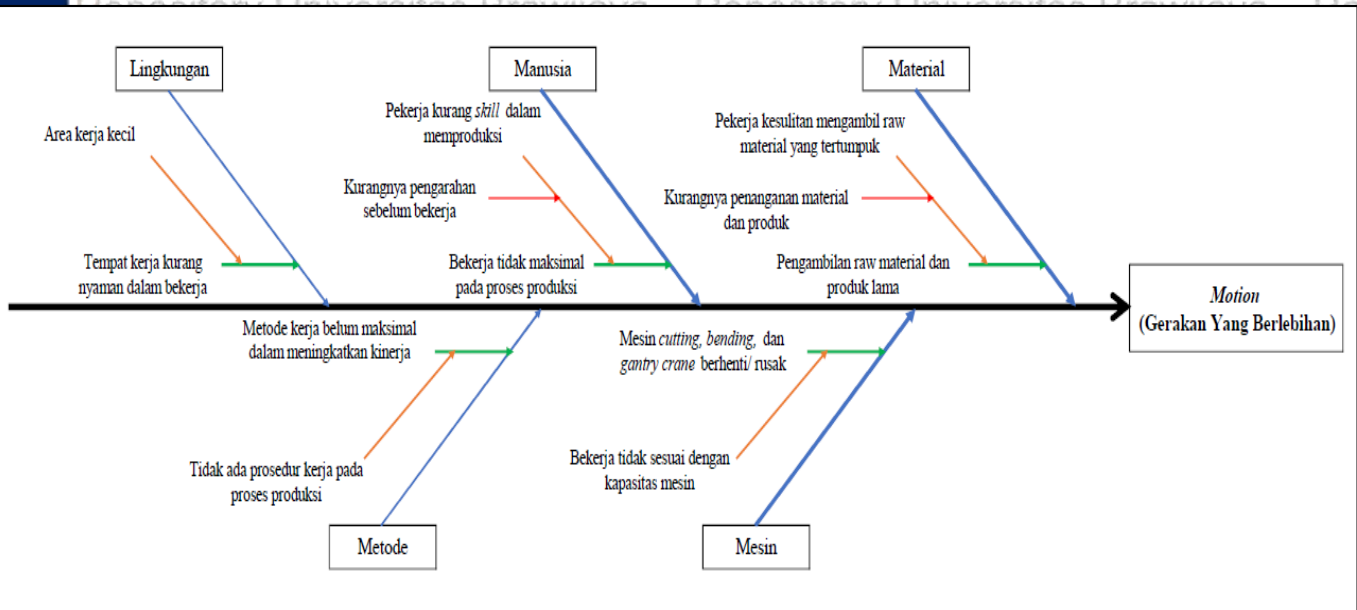 Lingkungan
Manusia
Material
Area kerja kecil
Pekerja kurang skill dalam
memproduksi
Pekerja kesulitan mengambil raw
material yang tertumpuk
Kurangnya pengarahan
sebelum bekerja
Kurangnya penanganan material
dan produk
Tempat kerja kurang
nyaman dalam bekerja
Bekerja tidak maksimal
pada proses produksi
Pengambilan raw material dan
produk lama
Motion
(Gerakan Yang Berlebihan)
Metode kerja belum maksimal
dalam meningkatkan kinerja
Mesin cutting, bending, dan
gantry crane berhenti/ rusak
Tidak ada prosedur kerja pada
proses produksi
Bekerja tidak sesuai dengan
kapasitas mesin
Metode
Mesin